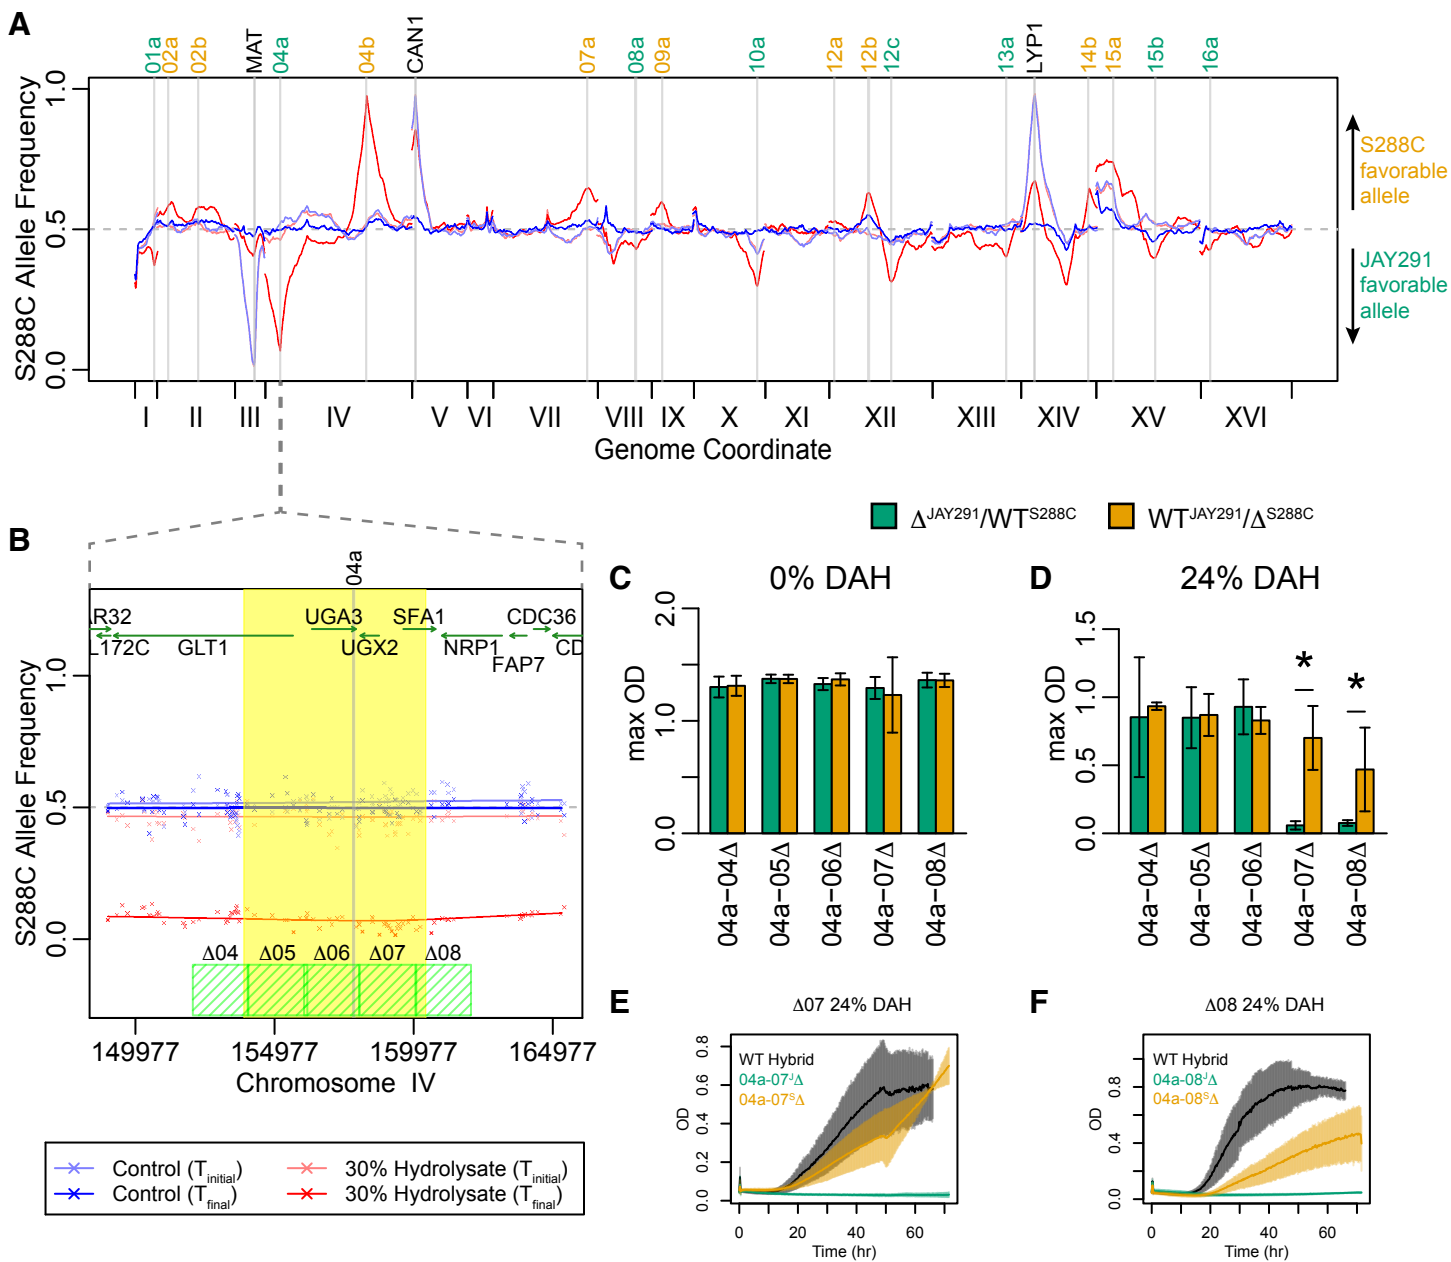 A
01a 02a 02b MAT 04a 04b CAN1 07a 08a 09a 10a 12a 12b 12c 13a LYP1 14b 15a 15b 16a
S288C Allele Frequency
1.0
0.5
0.0
S288C
favorable
allele
JAY291
favorable
allele
I II III IV V VI VII VIII IX X XI XII XIII XIV XV XVI
Genome Coordinate
B
04a
.R32 UGA3 SFA1 CDC36
L172C GLT1 UGX2 NRP1 CD
FAP7
S288C Allele Frequency
1.0
0.5
0.0
Δ04 Δ05 Δ06 Δ07 Δ08
149977 154977 159977 164977
Chromosome IV
Control (Tinitial) 30% Hydrolysate (Tinitial)
Control (Tfinal) 30% Hydrolysate (Tfinal)
ΔJAY291/WTS288C WTJAY291/ΔS288C
C
0% DAH
max OD
2.0
1.0
0.0
04a-04Δ 04a-05Δ 04a-06Δ 04a-07Δ 04a-08Δ
D
24% DAH
max OD
1.5
1.0
0.5
0.0
* *
04a-04Δ 04a-05Δ 04a-06Δ 04a-07Δ 04a-08Δ
E
Δ07 24% DAH
WT Hybrid
04a-07JΔ
04a-07SΔ
OD
0.8
0.6
0.4
0.2
0.0
0 20 40 60
Time (hr)
F
Δ08 24% DAH
WT Hybrid
04a-08JΔ
04a-08SΔ
OD
0.8
0.4
0.0
0 20 40 60
Time (hr)